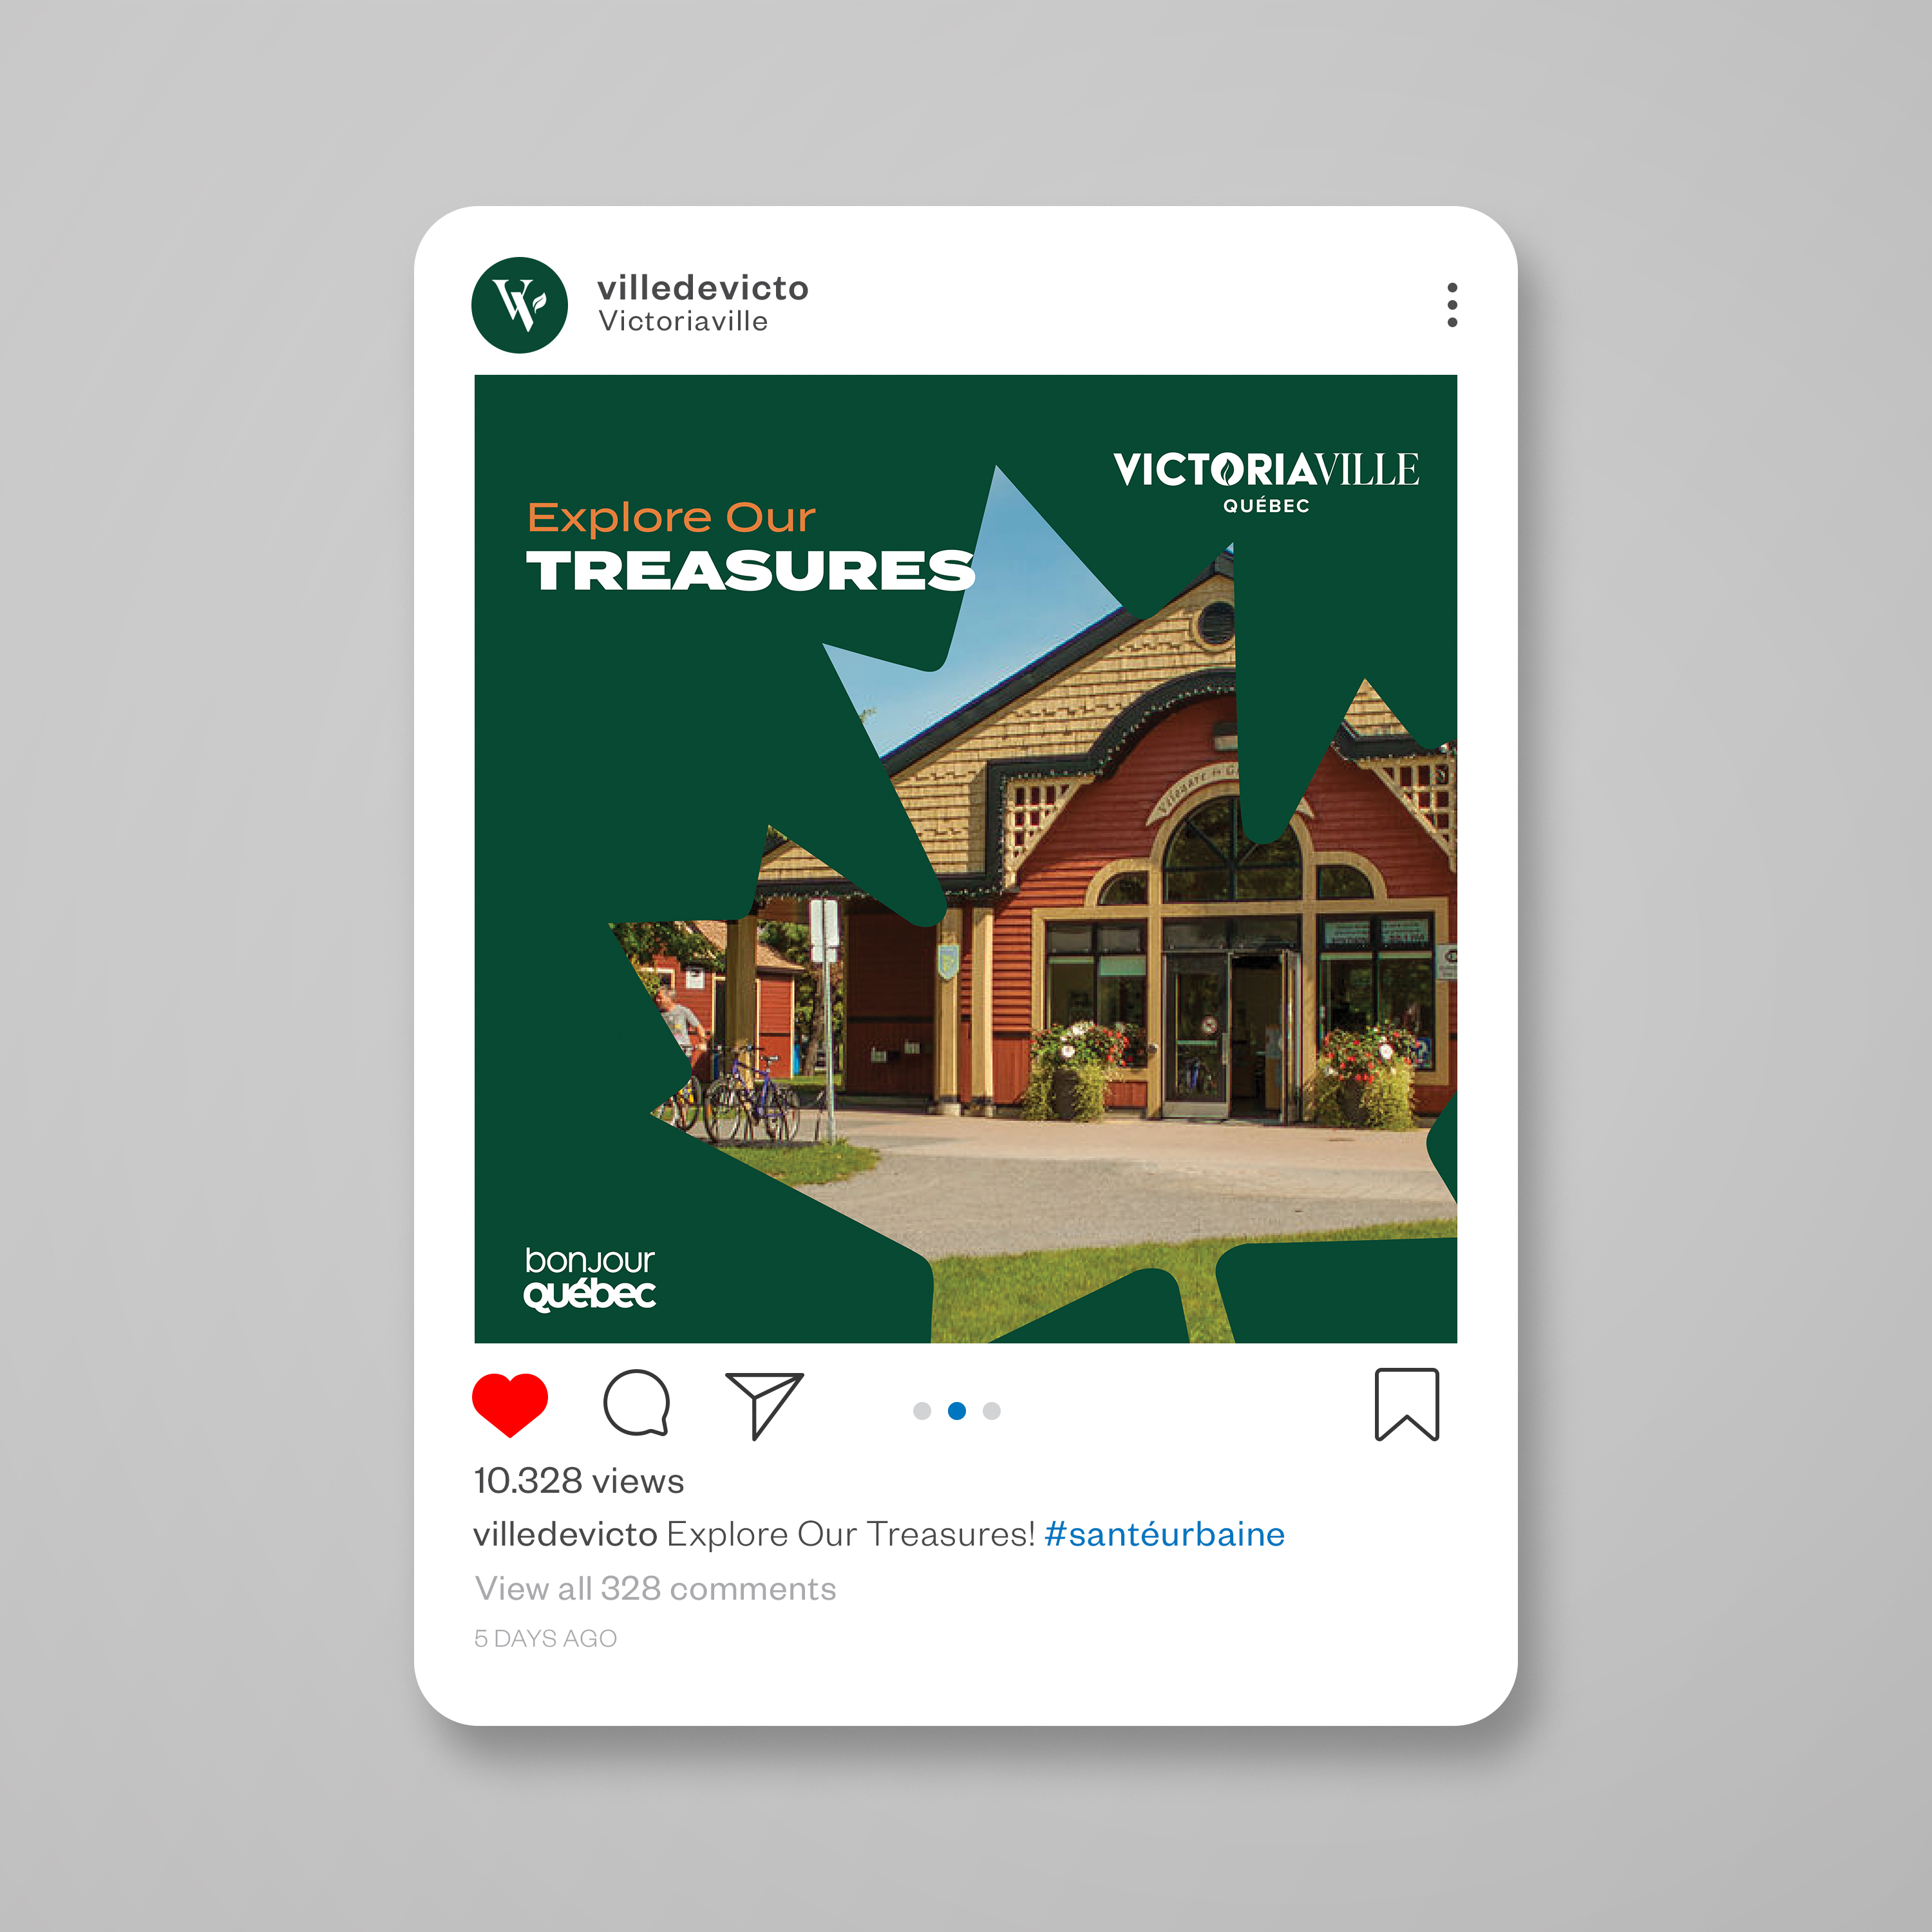 villedevicto
Victoriaville
VICTORIAVILLE
QUÉBEC
Explore Our
TREASURES
bonjour
québec
10.328 views
villedevicto Explore Our Treasures! #santéurbaine
View all 328 comments
5 DAYS AGO